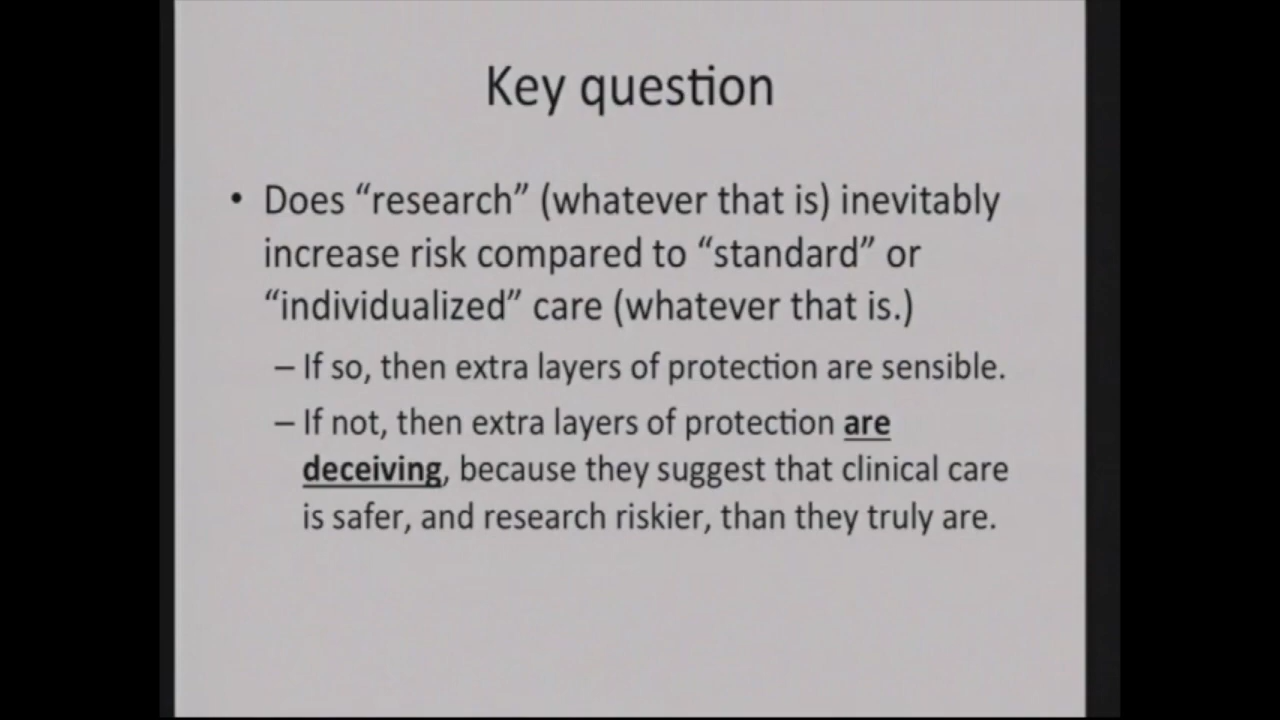 Key question
• Does “research” (whatever that is) inevitably
increase risk compared to “standard” or
“individualized” care (whatever that is.)
– If so, then extra layers of protection are sensible.
– If not, then extra layers of protection are
deceiving, because they suggest that clinical care
is safer, and research riskier, than they truly are.